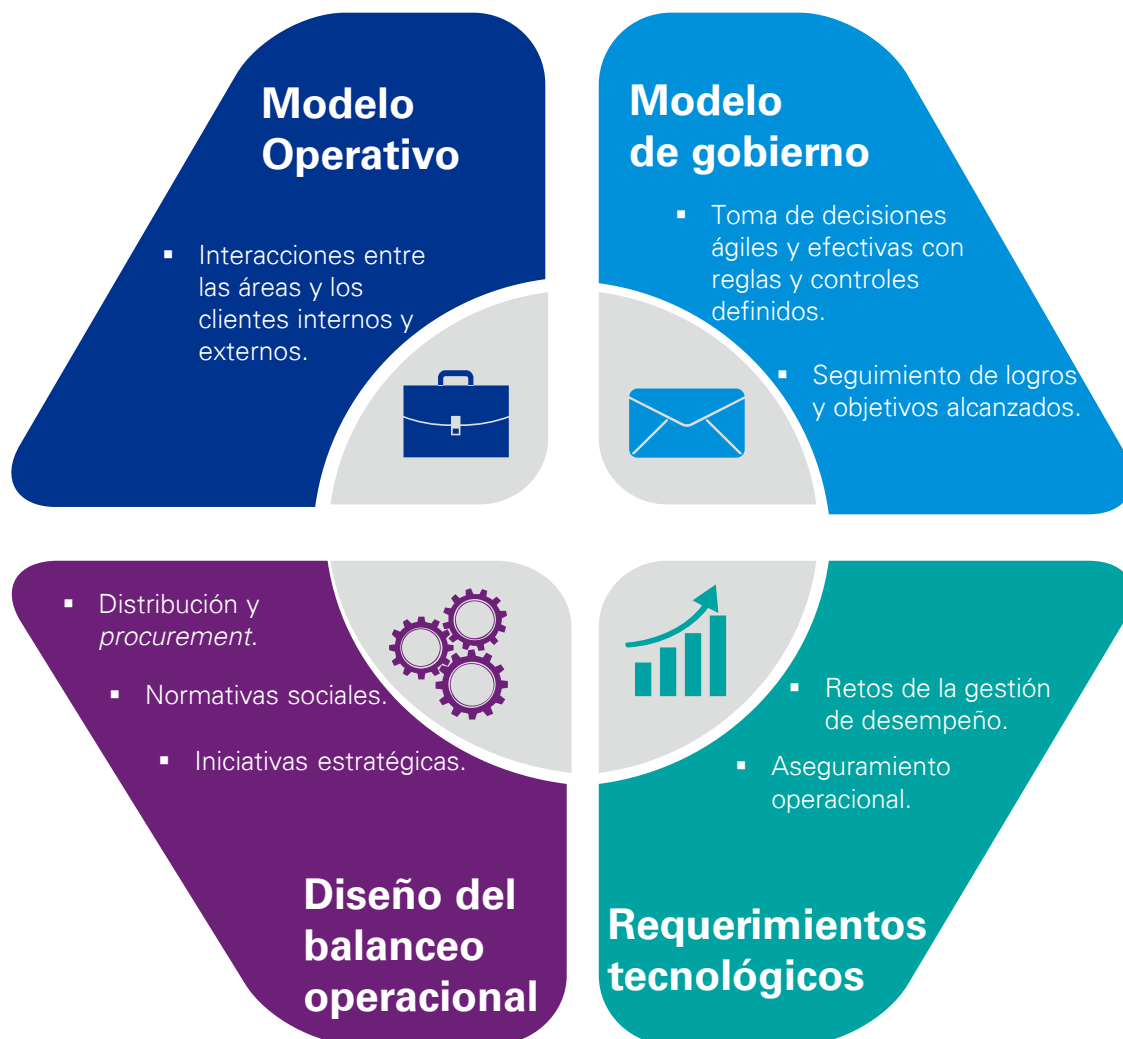 Modelo
Operativo
▪ Interacciones entre
las áreas y los
clientes internos y
externos.
Modelo
de gobierno
▪ Toma de decisiones
ágiles y efectivas con
reglas y controles
definidos.
▪ Seguimiento de logros
y objetivos alcanzados.
▪ Distribución y
procurement.
▪ Normativas sociales.
▪ Iniciativas estratégicas.
Diseño del
balanceo
operacional
▪ Retos de la gestión
de desempeño.
▪ Aseguramiento
operacional.
Requerimientos
tecnológicos